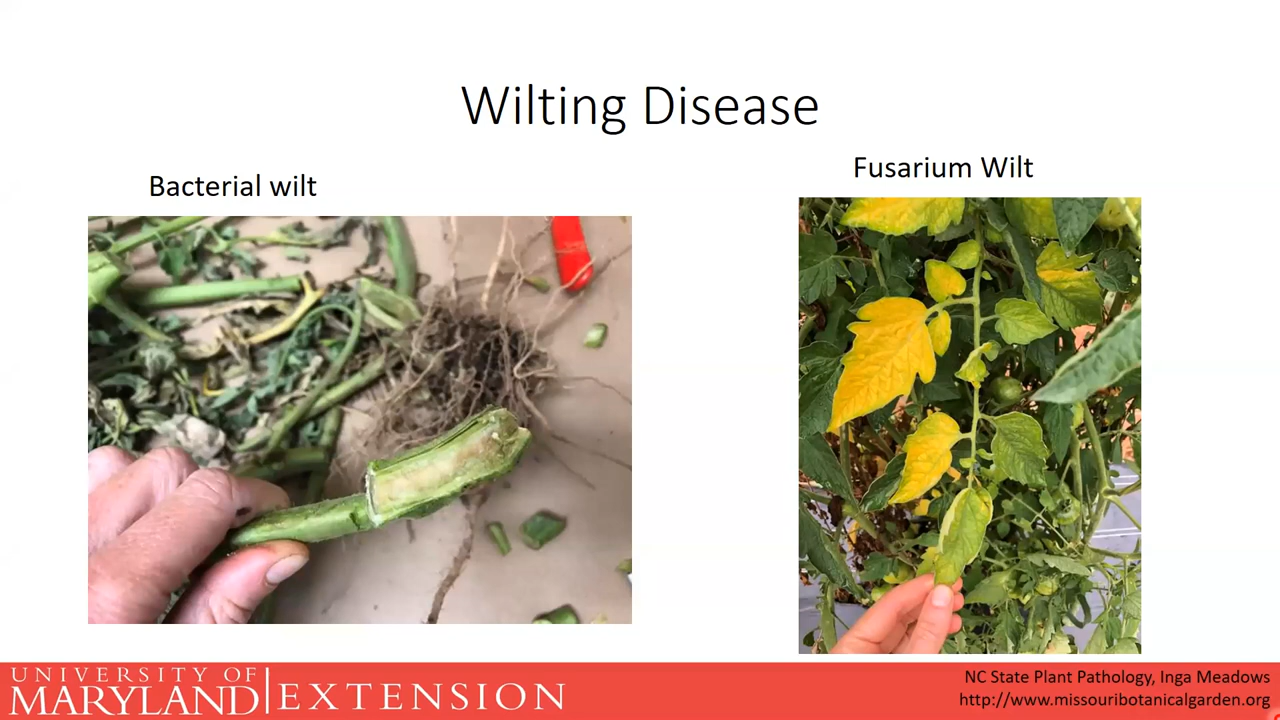 Wilting Disease
Bacterial wilt
Fusarium Wilt
UNIVERSITY OF
MARYLAND
EXTENSION
NC State Plant Pathology, Inga Meadows
http://www.missouribotanicalgarden.org